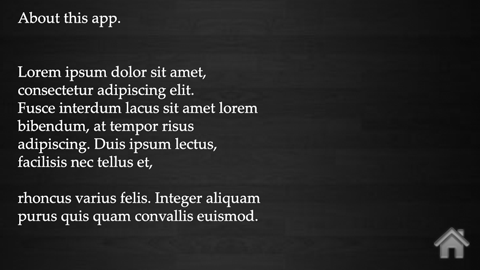 About this app.
Lorem ipsum dolor sit amet,
consectetur adipiscing elit.
Fusce interdum lacus sit amet lorem
bibendum, at tempor risus
adipiscing. Duis ipsum lectus,
facilisis nec tellus et,
rhoncus varius felis. Integer aliquam
purus quis quam convallis euismod.